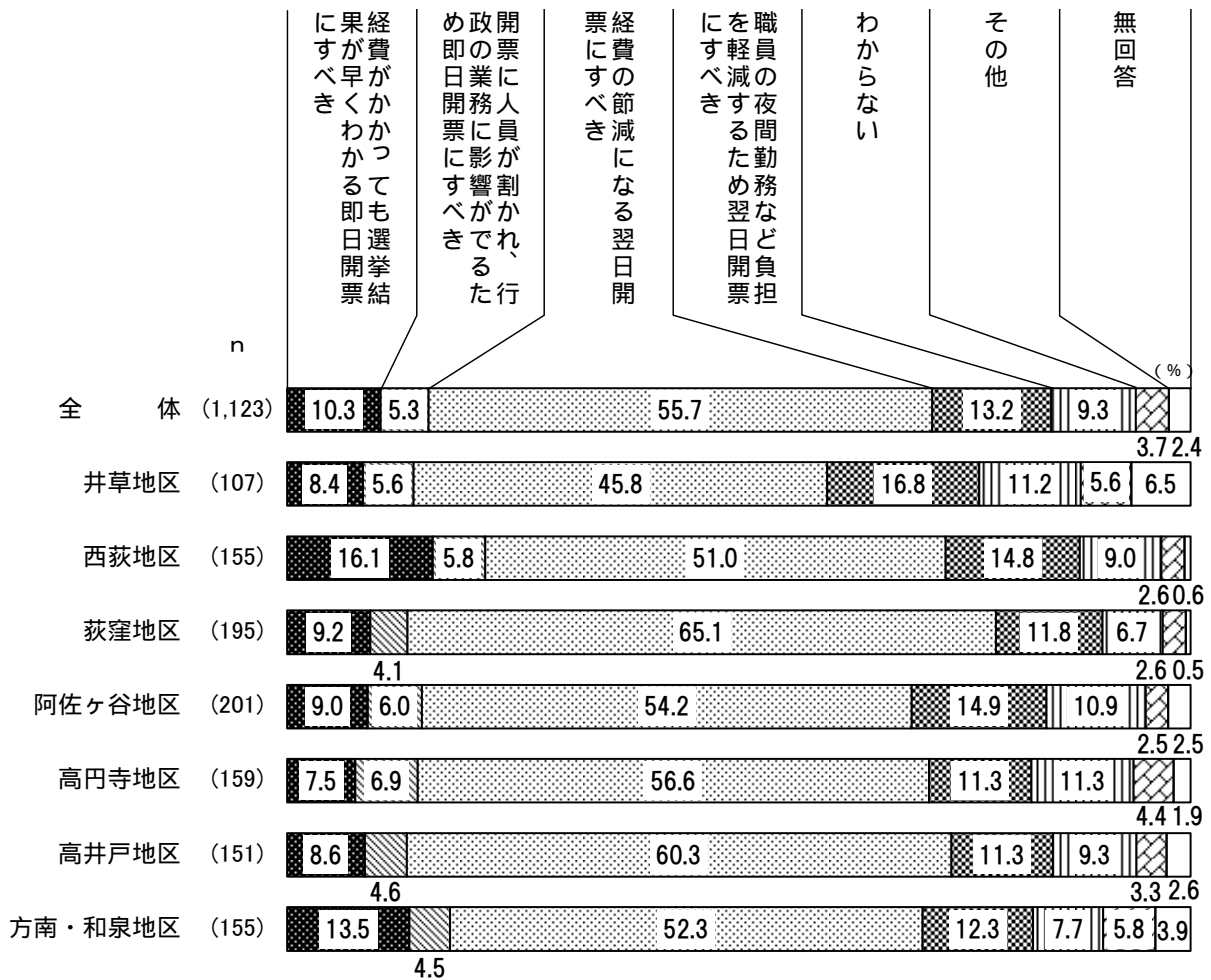 経費がかかっても選挙結
果が早くわかる即日開票
にすべき
開票に人員が割かれ、行
政の業務に影響がでるた
め即日開票にすべき
経費の節減になる翌日開
票にすべき
職員の夜間勤務など負担
を軽減するため翌日開票
にすべき
わからない
その他
無回答
n
(%)
全　　体 (1,123) 10.3 5.3 55.7 13.2 9.3
3.7 2.4
井草地区 (107) 8.4 5.6 45.8 16.8 11.2 5.6 6.5
西荻地区 (155) 16.1 5.8 51.0 14.8 9.0
2.6 0.6
荻窪地区 (195) 9.2 65.1 11.8 6.7
4.1 2.6 0.5
阿佐ヶ谷地区 (201) 9.0 6.0 54.2 14.9 10.9
2.5 2.5
高円寺地区 (159) 7.5 6.9 56.6 11.3 11.3
4.4 1.9
高井戸地区 (151) 8.6 60.3 11.3 9.3
4.6 3.3 2.6
方南・和泉地区 (155) 13.5 52.3 12.3 7.7 5.8 3.9
4.5